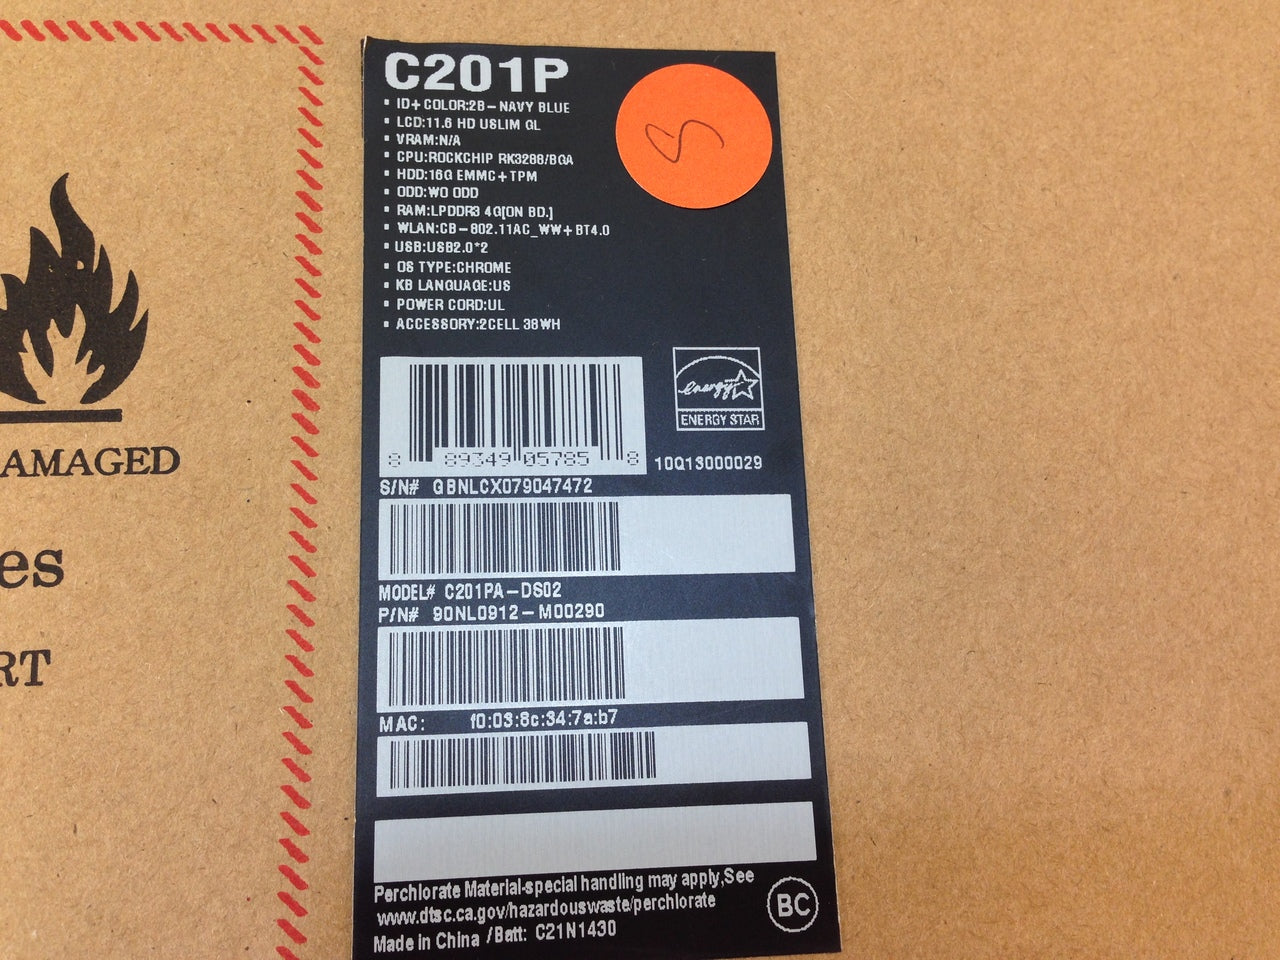 C201P
ID+ COLOR:2B-NAVY BLUE
LCD:11.6 HD USLIM GL
VRAM:N/A
CPU:ROCKCHIP RK3288/BGA
HDD:16G EMMC+TPM
ODD:WO ODD
RAM:LPDDR3 4G[ON BD.]
WLAN:CB-802.11AC_WW+BT4.0
USB:USB2.0*2
OS TYPE:CHROME
KB LANGUAGE:US
POWER CORD:UL
ACCESSORY:2CELL 38WH
energy
ENERGY STAR
8 89349 05785 8
10Q13000029
S/N# GBNLCX079047472
MODEL# C201PA-DS02
P/N# 90NL0912-M00290
MAC: f0:03:8c:34:7a:b7
Perchlorate Material-special handling may apply,See
www.dtsc.ca.gov/hazardouswaste/perchlorate
Made in China /Batt: C21N1430
BC
AMAGED
es
RT